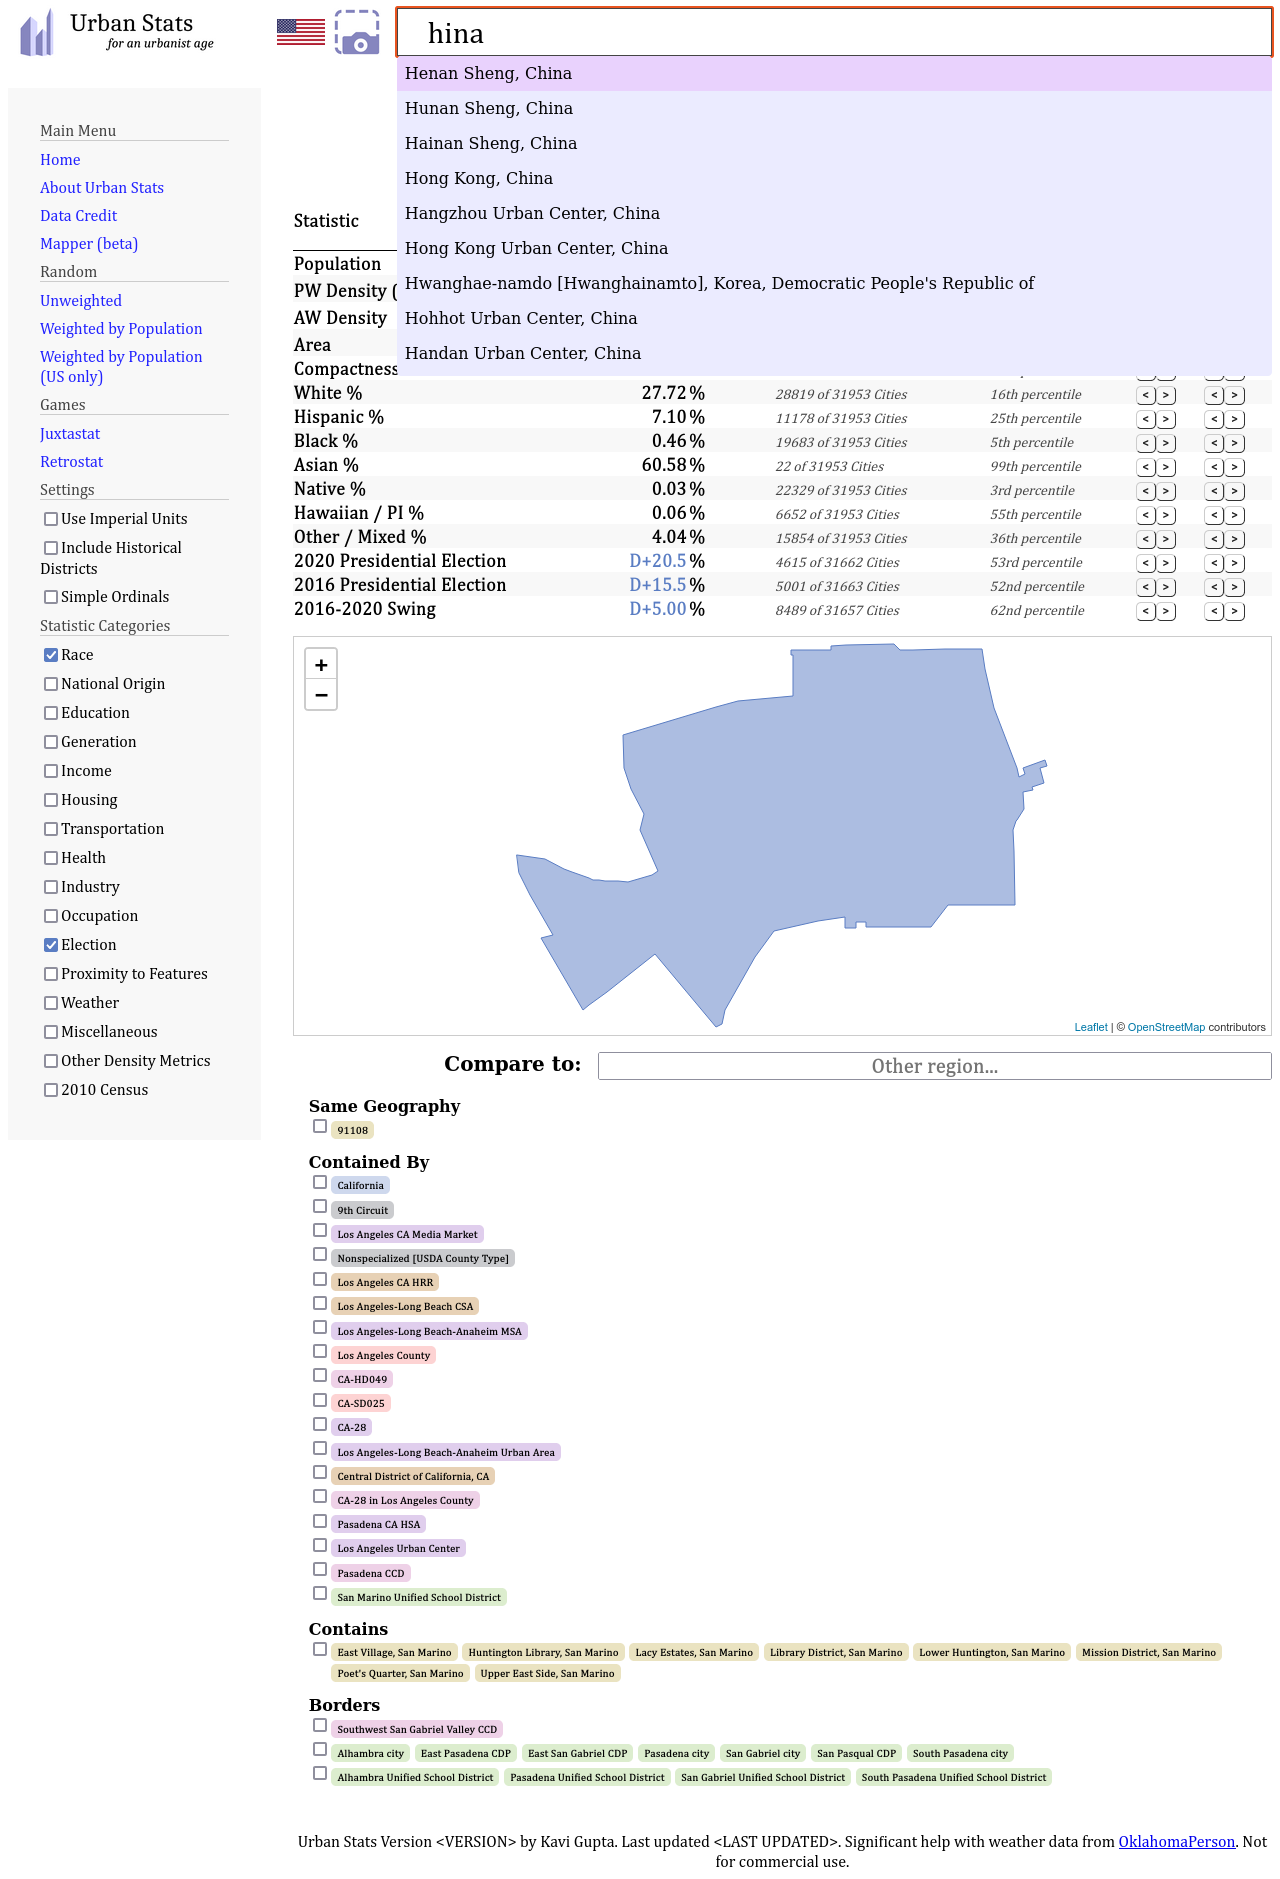 Urban Stats
for an urbanist age
hina
Henan Sheng, China
Hunan Sheng, China
Hainan Sheng, China
Hong Kong, China
Hangzhou Urban Center, China
Hong Kong Urban Center, China
Hwanghae-namdo [Hwanghainamto], Korea, Democratic People's Republic of
Hohhot Urban Center, China
Handan Urban Center, China
Main Menu
Home
About Urban Stats
Data Credit
Mapper (beta)
Random
Unweighted
Weighted by Population
Weighted by Population
(US only)
Games
Juxtastat
Retrostat
Settings
Use Imperial Units
Include Historical
Districts
Simple Ordinals
Statistic Categories
Race
National Origin
Education
Generation
Income
Housing
Transportation
Health
Industry
Occupation
Election
Proximity to Features
Weather
Miscellaneous
Other Density Metrics
2010 Census
Statistic
Population
PW Density (
AW Density
Area
Compactness
White % 27.72% 28819 of 31953 Cities 16th percentile < > < >
Hispanic % 7.10% 11178 of 31953 Cities 25th percentile < > < >
Black % 0.46% 19683 of 31953 Cities 5th percentile < > < >
Asian % 60.58% 22 of 31953 Cities 99th percentile < > < >
Native % 0.03% 22329 of 31953 Cities 3rd percentile < > < >
Hawaiian / PI % 0.06% 6652 of 31953 Cities 55th percentile < > < >
Other / Mixed % 4.04% 15854 of 31953 Cities 36th percentile < > < >
2020 Presidential Election D+20.5% 4615 of 31662 Cities 53rd percentile < > < >
2016 Presidential Election D+15.5% 5001 of 31663 Cities 52nd percentile < > < >
2016-2020 Swing D+5.00% 8489 of 31657 Cities 62nd percentile < > < >
+
−
Leaflet | © OpenStreetMap contributors
Compare to: Other region...
Same Geography
91108
Contained By
California
9th Circuit
Los Angeles CA Media Market
Nonspecialized [USDA County Type]
Los Angeles CA HRR
Los Angeles-Long Beach CSA
Los Angeles-Long Beach-Anaheim MSA
Los Angeles County
CA-HD049
CA-SD025
CA-28
Los Angeles-Long Beach-Anaheim Urban Area
Central District of California, CA
CA-28 in Los Angeles County
Pasadena CA HSA
Los Angeles Urban Center
Pasadena CCD
San Marino Unified School District
Contains
East Village, San Marino Huntington Library, San Marino Lacy Estates, San Marino Library District, San Marino Lower Huntington, San Marino Mission District, San Marino
Poet's Quarter, San Marino Upper East Side, San Marino
Borders
Southwest San Gabriel Valley CCD
Alhambra city East Pasadena CDP East San Gabriel CDP Pasadena city San Gabriel city San Pasqual CDP South Pasadena city
Alhambra Unified School District Pasadena Unified School District San Gabriel Unified School District South Pasadena Unified School District
Urban Stats Version <VERSION> by Kavi Gupta. Last updated <LAST UPDATED>. Significant help with weather data from OklahomaPerson. Not
for commercial use.